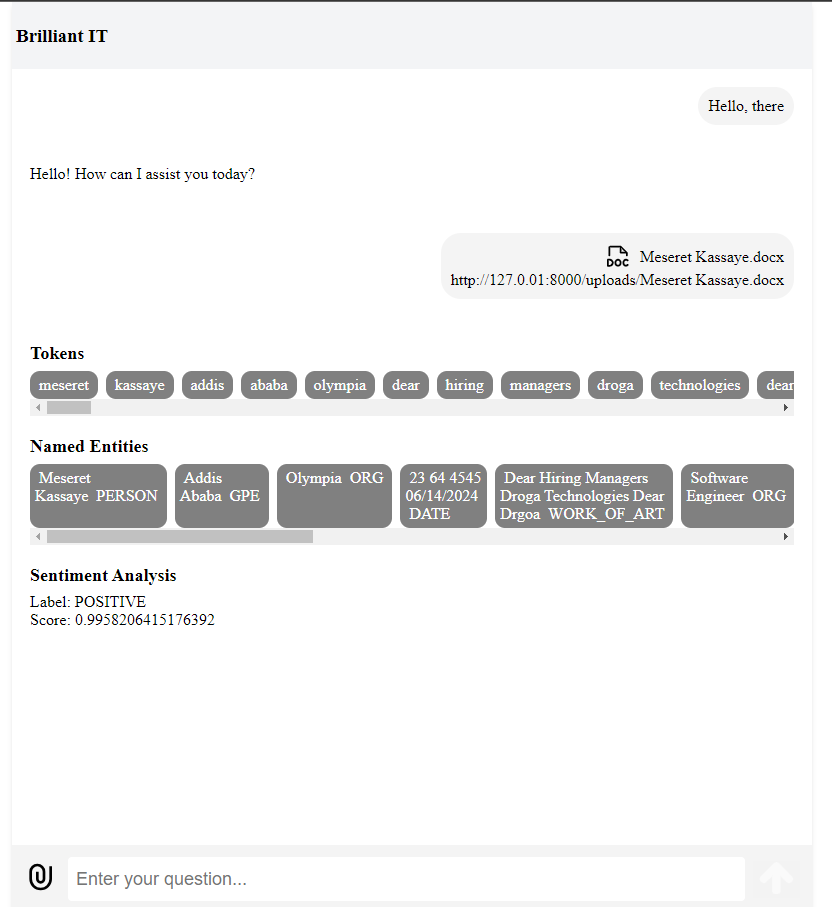 Brilliant IT
Hello, there
Hello! How can I assist you today?
DOC Meseret Kassaye.docx
http://127.0.01:8000/uploads/Meseret Kassaye.docx
Tokens
meseret kassaye addis ababa olympia dear hiring managers droga technologies dear
Named Entities
Meseret
Kassaye PERSON
Addis
Ababa GPE
Olympia ORG
23 64 4545
06/14/2024
DATE
Dear Hiring Managers
Droga Technologies Dear
Drgoa WORK_OF_ART
Software
Engineer ORG
Sentiment Analysis
Label: POSITIVE
Score: 0.9958206415176392
Enter your question...